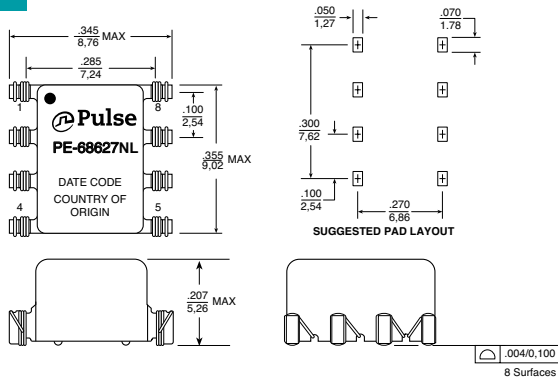 .345
8,76 MAX
.285
7,24
1
8
.100
2,54
Pulse
PE-68627NL
.355
9,02 MAX
DATE CODE
COUNTRY OF
ORIGIN
4
5
.050
1,27
.070
1.78
.300
7,62
.100
2,54
.270
6,86
SUGGESTED PAD LAYOUT
.207
5,26 MAX
.004/0,100
8 Surfaces